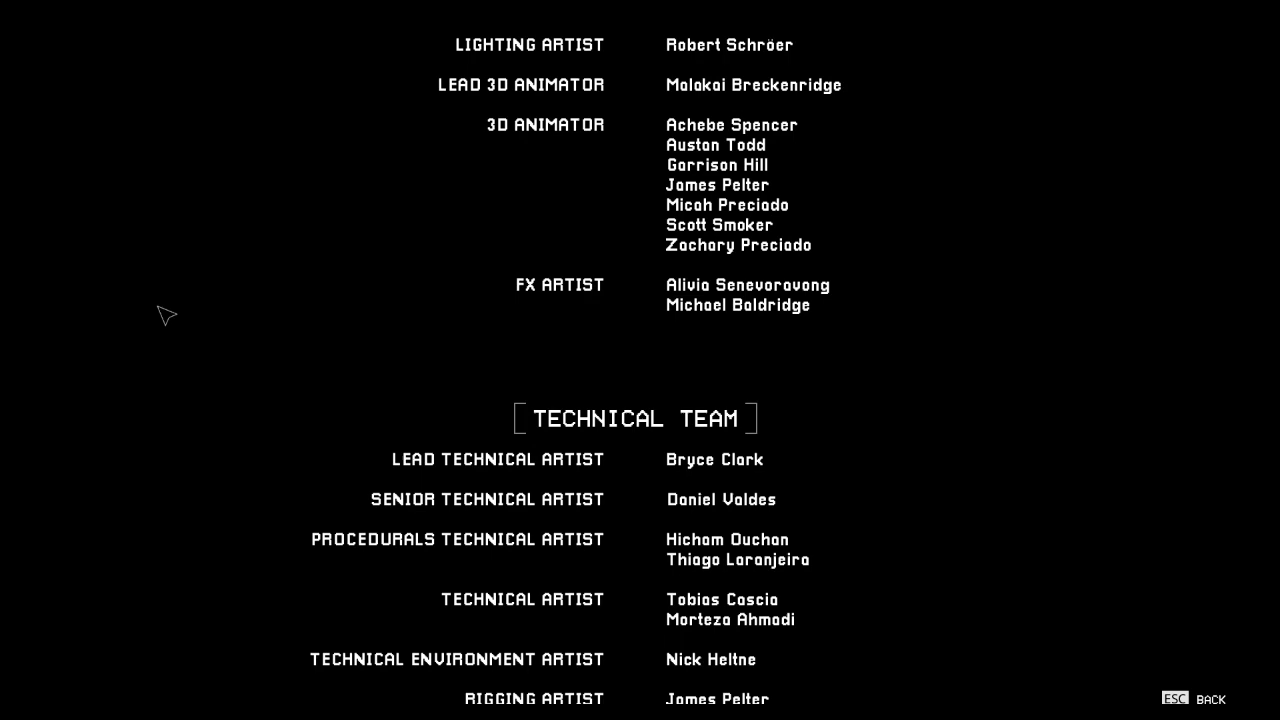 LIGHTING ARTIST Robert Schröer
LEAD 3D ANIMATOR Malakai Breckenridge
3D ANIMATOR Achebe Spencer
Austan Todd
Garrison Hill
James Pelter
Micah Preciado
Scott Smoker
Zachary Preciado
FX ARTIST Alivia Senevoravong
Michael Baldridge
TECHNICAL TEAM
LEAD TECHNICAL ARTIST Bryce Clark
SENIOR TECHNICAL ARTIST Daniel Valdes
PROCEDURALS TECHNICAL ARTIST Hicham Ouchan
Thiago Laranjeira
TECHNICAL ARTIST Tobias Cascia
Morteza Ahmadi
TECHNICAL ENVIRONMENT ARTIST Nick Heltne
RIGGING ARTIST James Pelter
ESC BACK